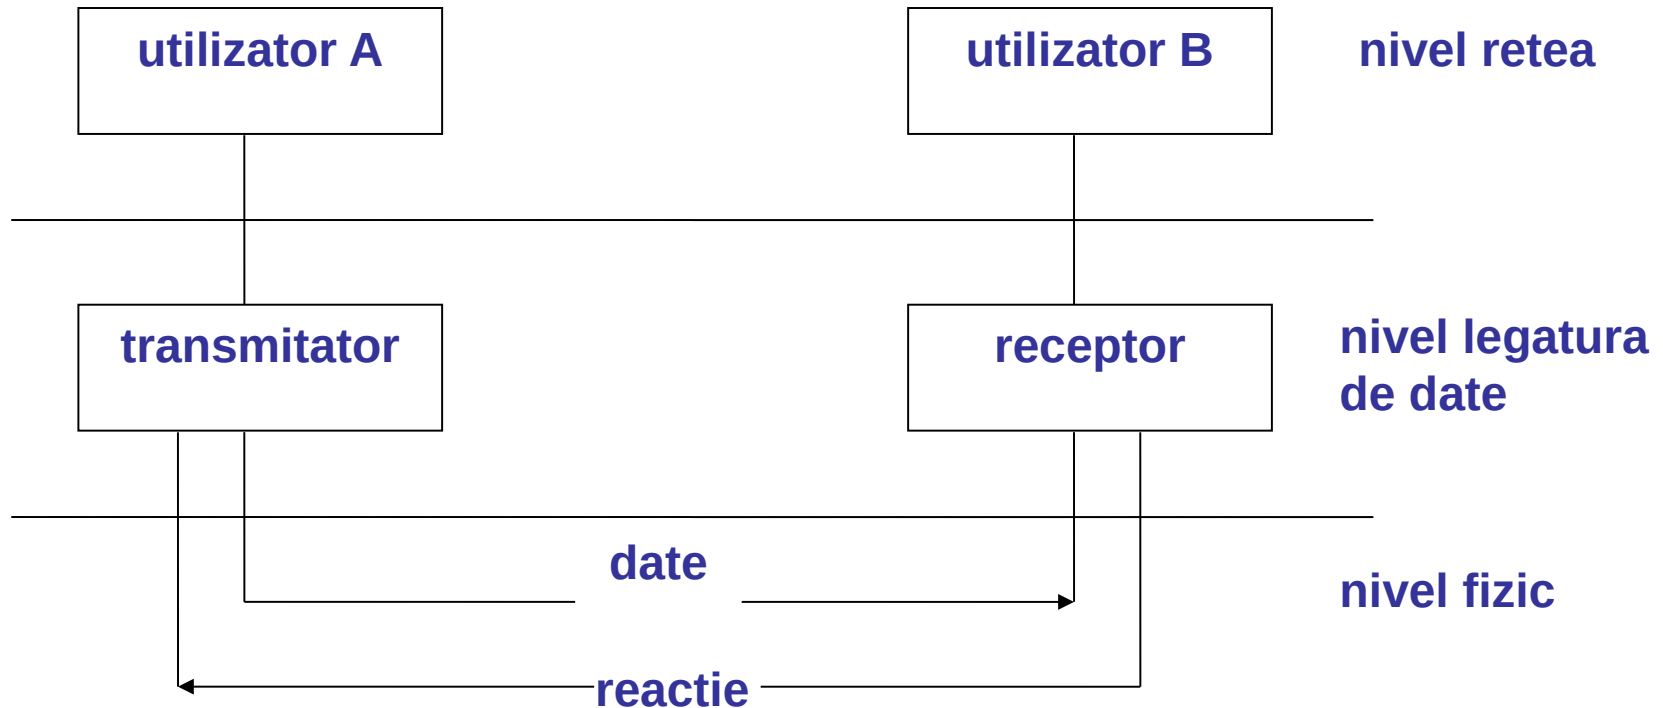 utilizator A
utilizator B
nivel retea
transmitator
receptor
nivel legatura
de date
date
nivel fizic
reactie